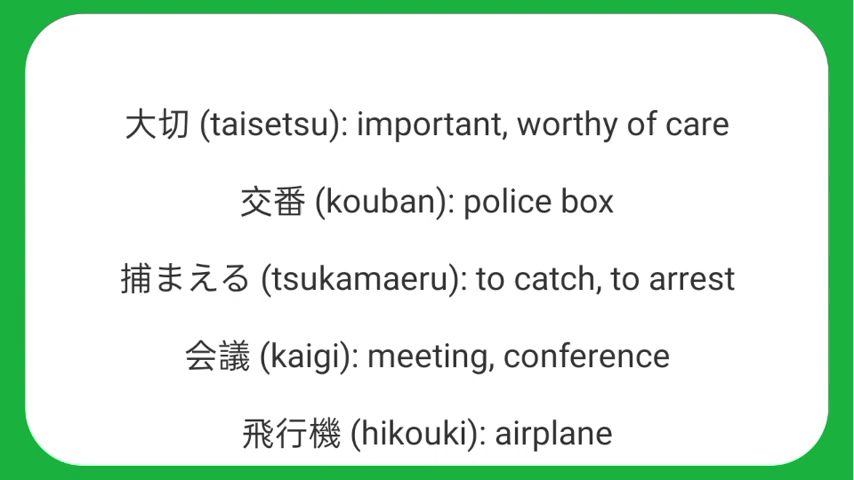 大切 (taisetsu): important, worthy of care
交番 (kouban): police box
捕まえる (tsukamaeru): to catch, to arrest
会議 (kaigi): meeting, conference
飛行機 (hikouki): airplane